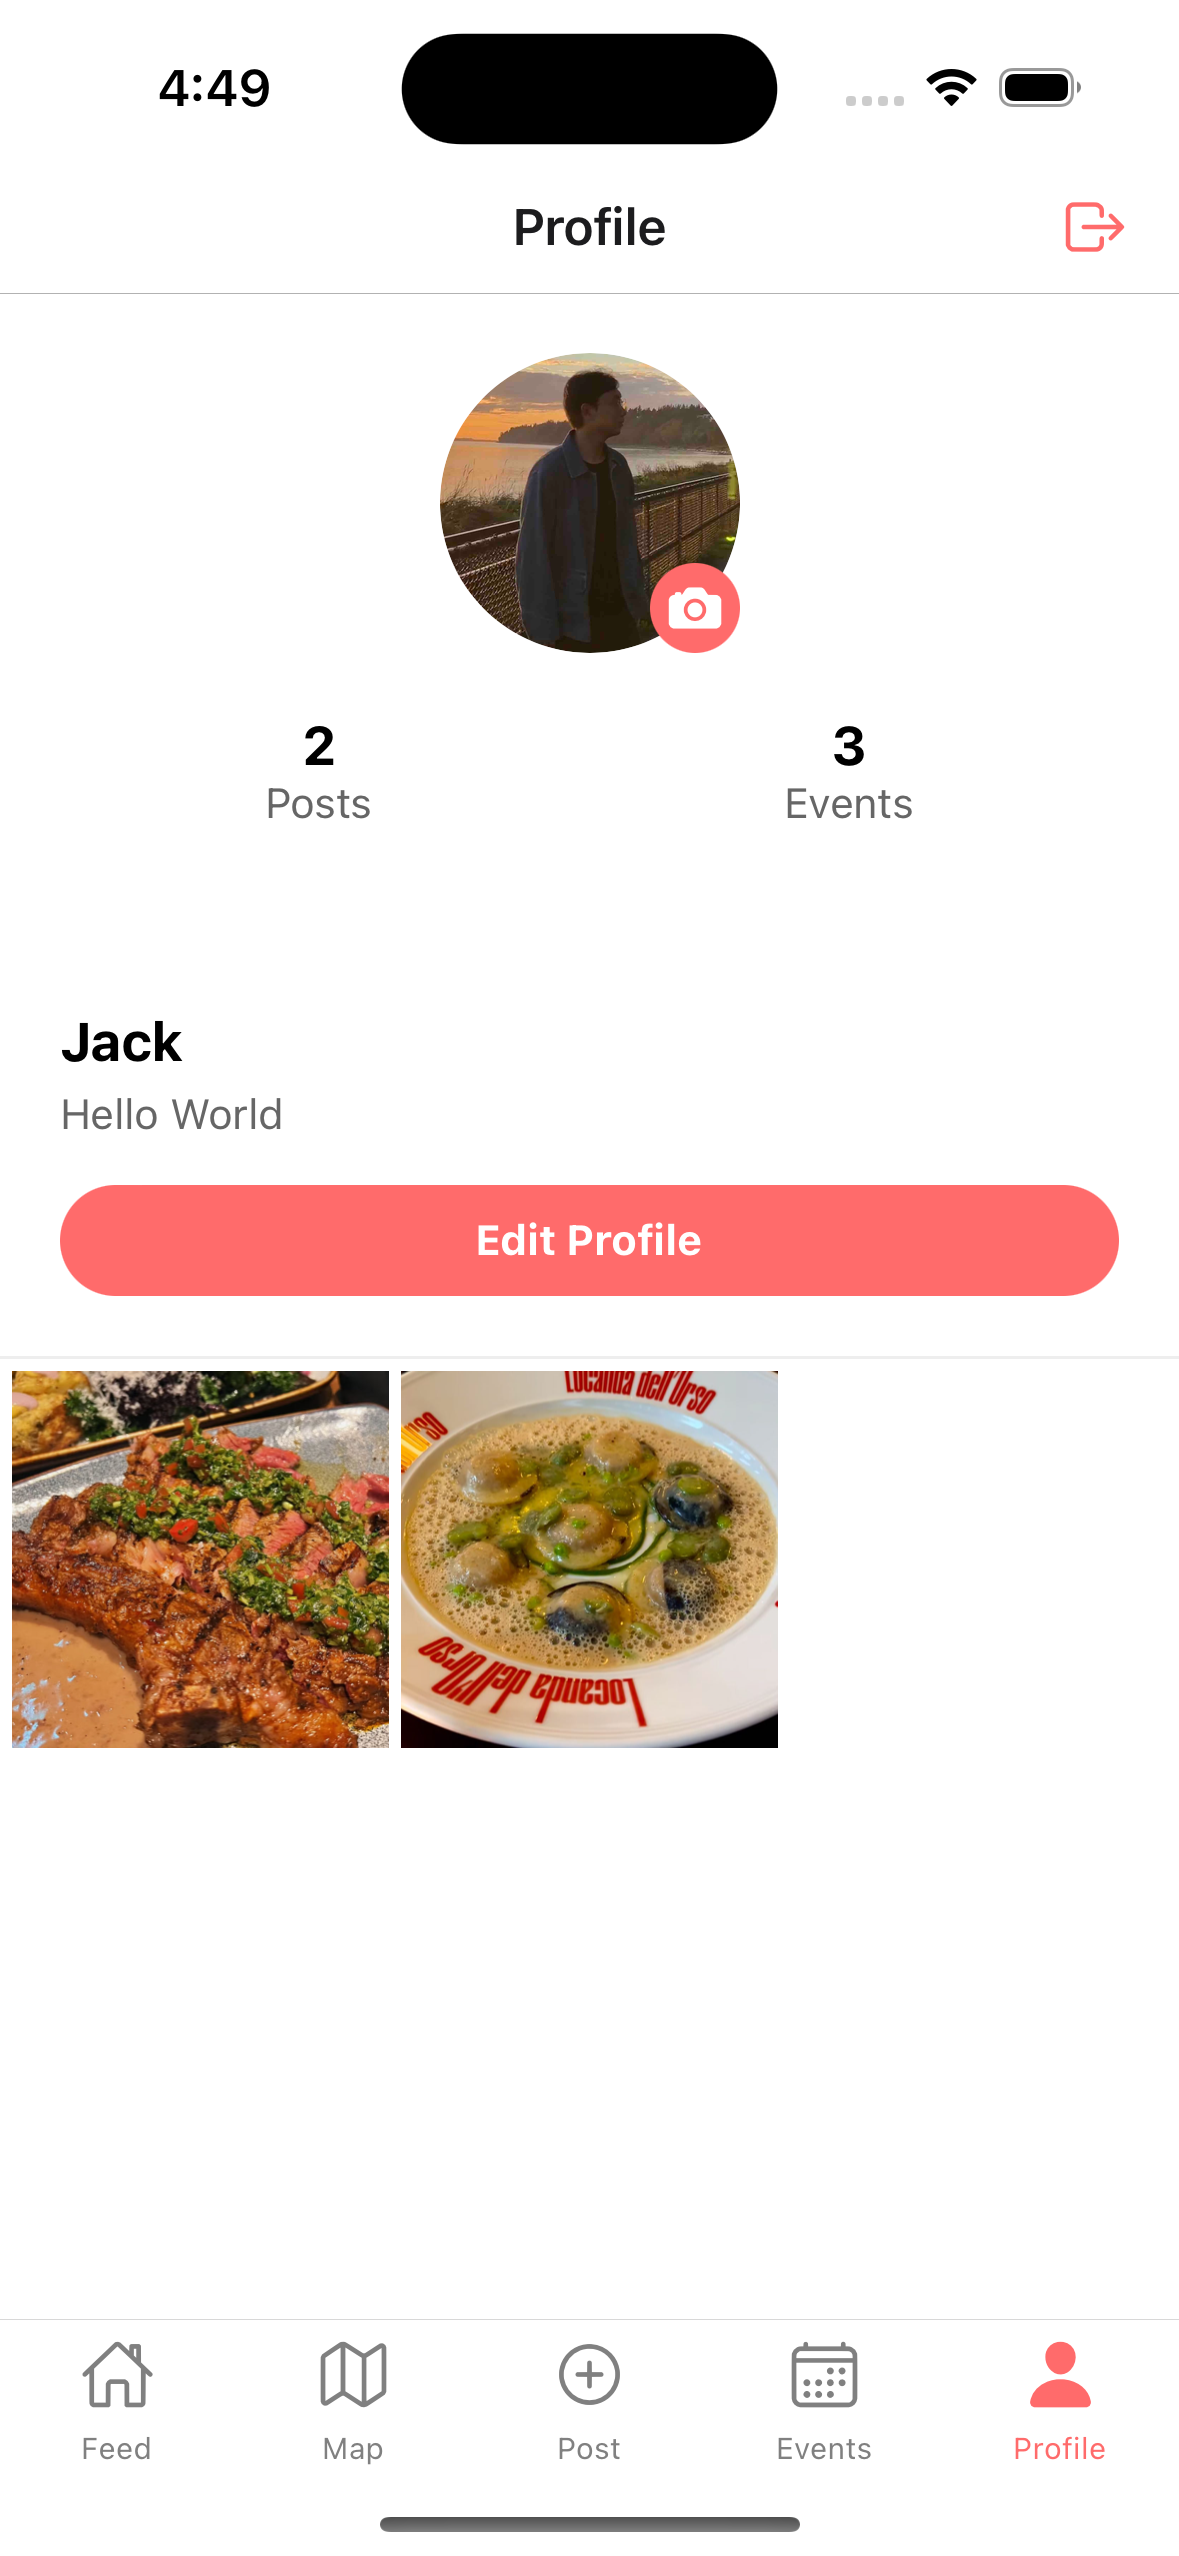 4:49
Profile
2
Posts
3
Events
Jack
Hello World
Edit Profile
Locanda dell'Orso
Locanda dell'Orso
Feed
Map
Post
Events
Profile